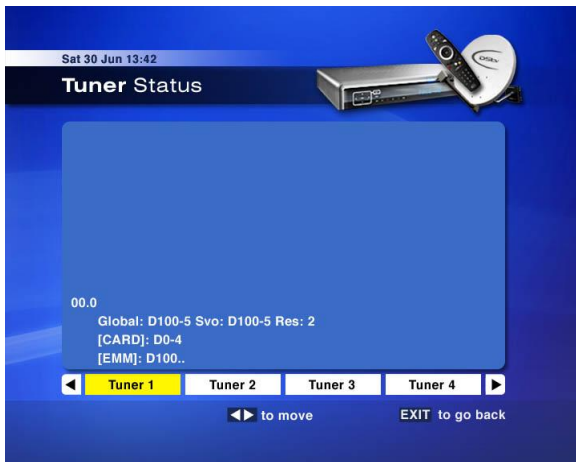 Sat 30 Jun 13:42
Tuner Status
DStv
00.0
Global: D100-5 Svo: D100-5 Res: 2
[CARD]: D0-4
[EMM]: D100..
◀ Tuner 1 Tuner 2 Tuner 3 Tuner 4 ▶
◀▶ to move EXIT to go back